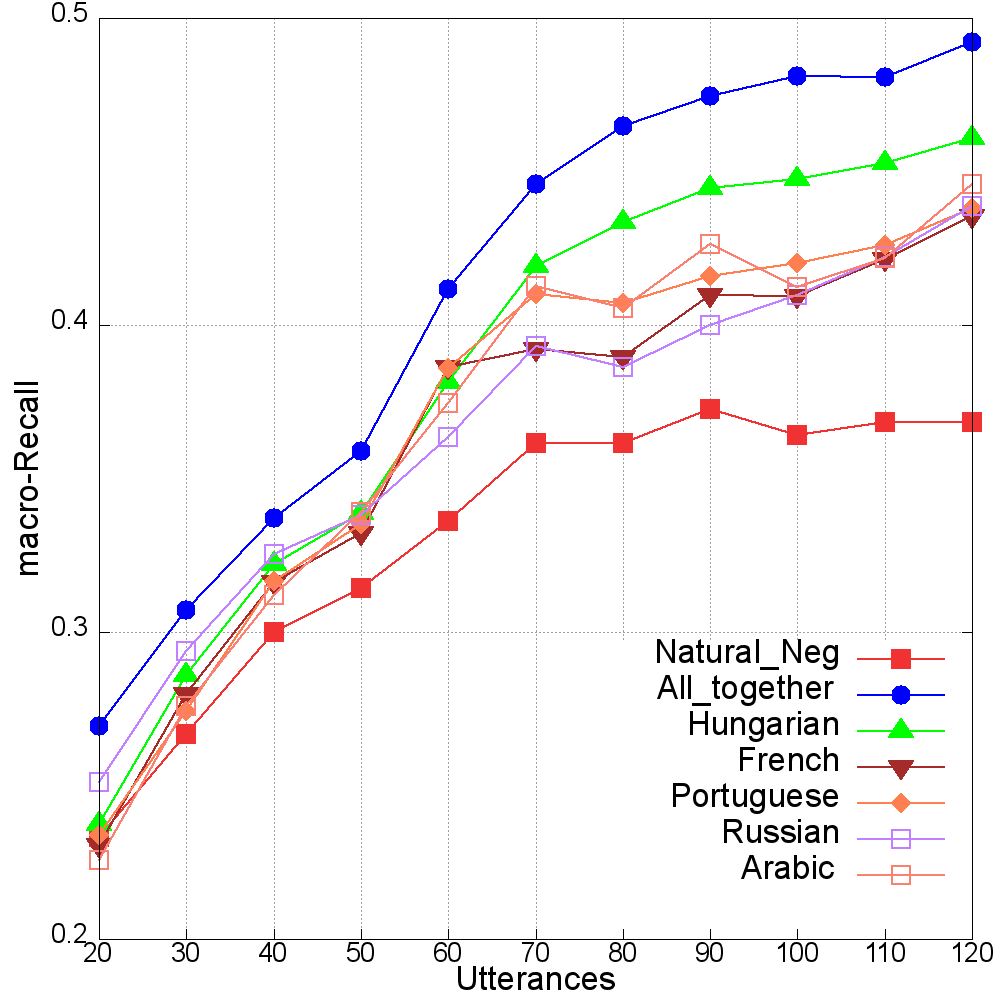 0.5
0.4
0.3
0.2
macro-Recall
20 30 40 50 60 70 80 90 100 110 120
Utterances
Natural_Neg
All_together
Hungarian
French
Portuguese
Russian
Arabic